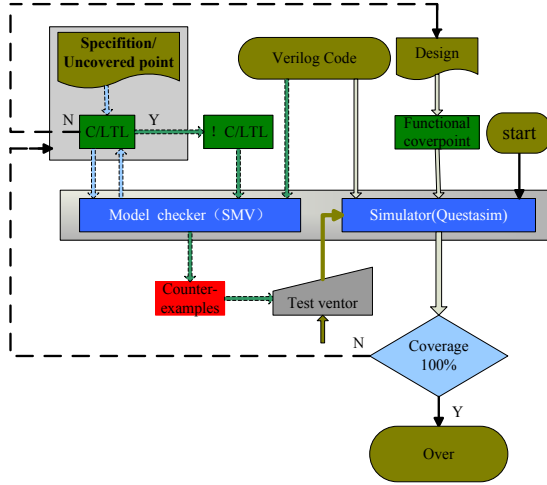 Specifition/
Uncovered point
Verilog Code
Design
N
C/LTL
Y
! C/LTL
Functional
coverpoint
start
Model checker（SMV）
Simulator(Questasim)
Counter-
examples
Test ventor
N
Coverage
100%
Y
Over